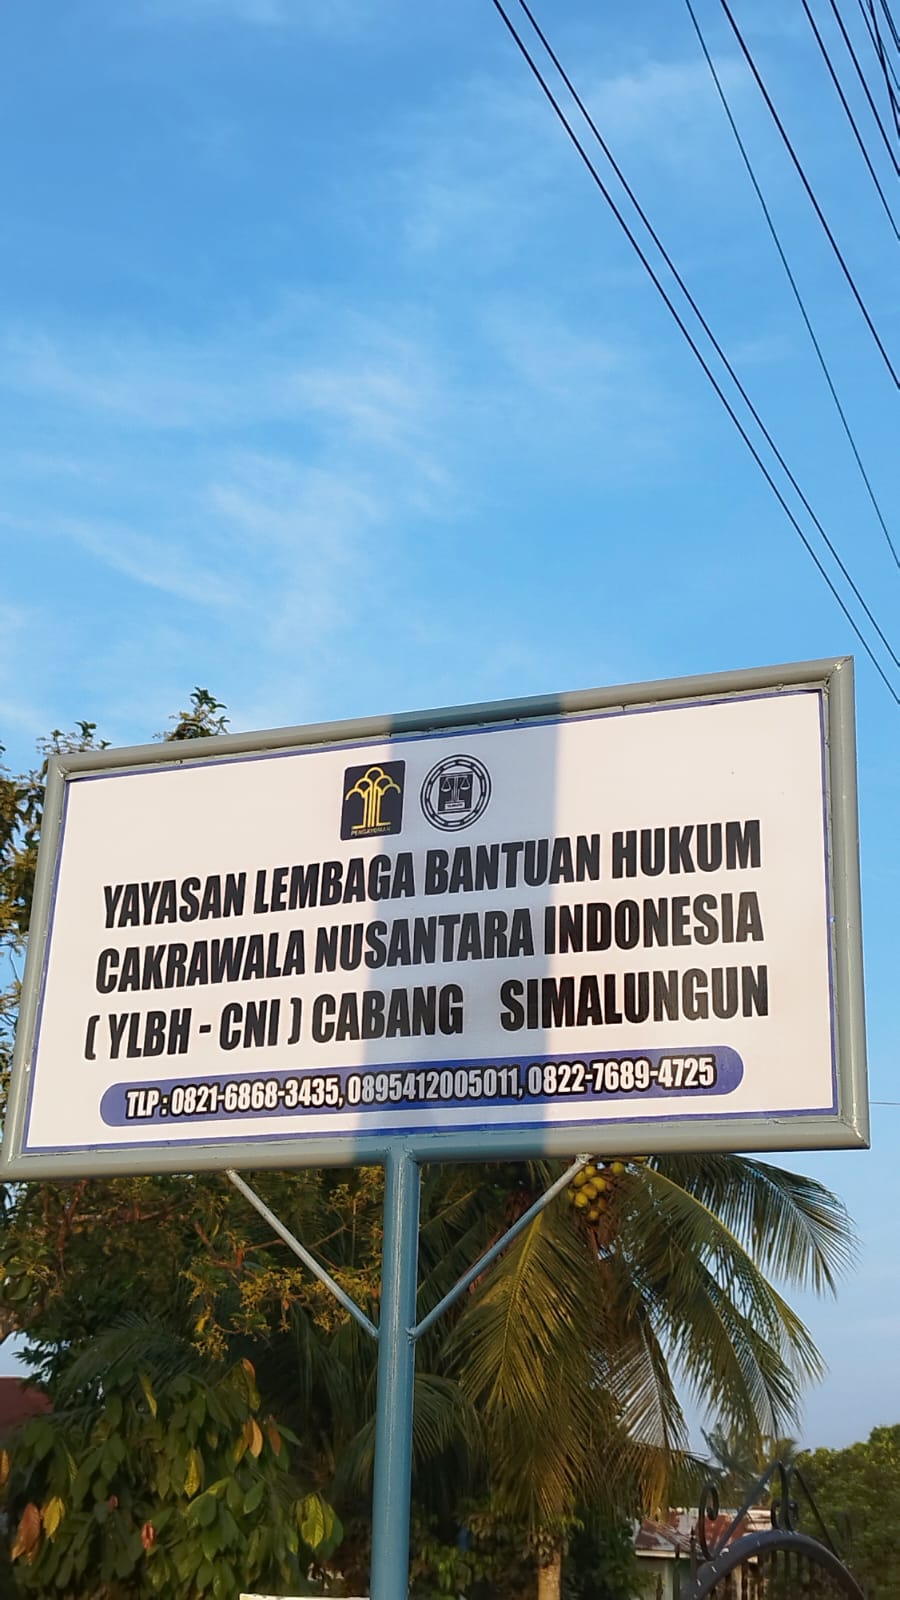 PENGAYOMAN
YAYASAN LEMBAGA BANTUAN HUKUM
CAKRAWALA NUSANTARA INDONESIA
( YLBH - CNI ) CABANG SIMALUNGUN
TLP : 0821-6868-3435, 0895412005011, 0822-7689-4725